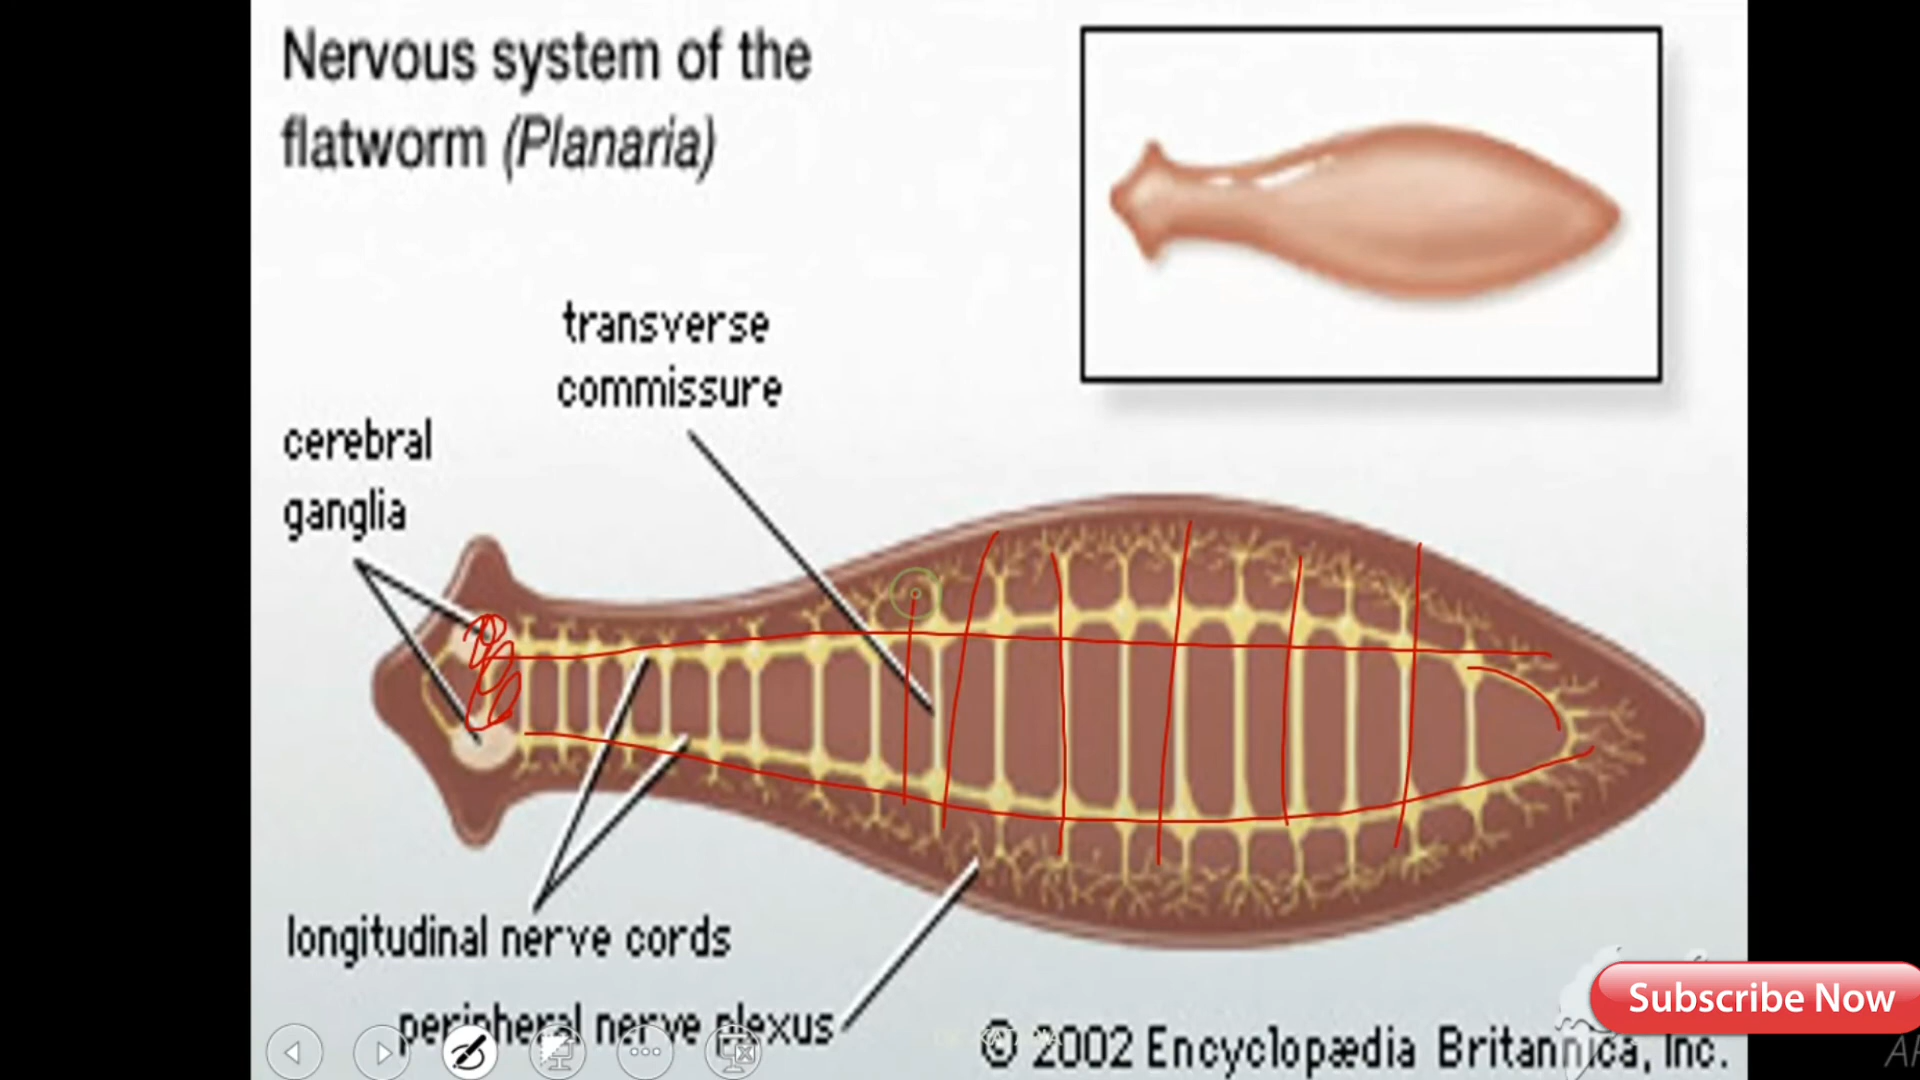 Nervous system of the
flatworm (Planaria)
transverse
commissure
cerebral
ganglia
longitudinal nerve cords
peripheral nerve plexus
© 2002 Encyclopædia Britannica, Inc.
Subscribe Now